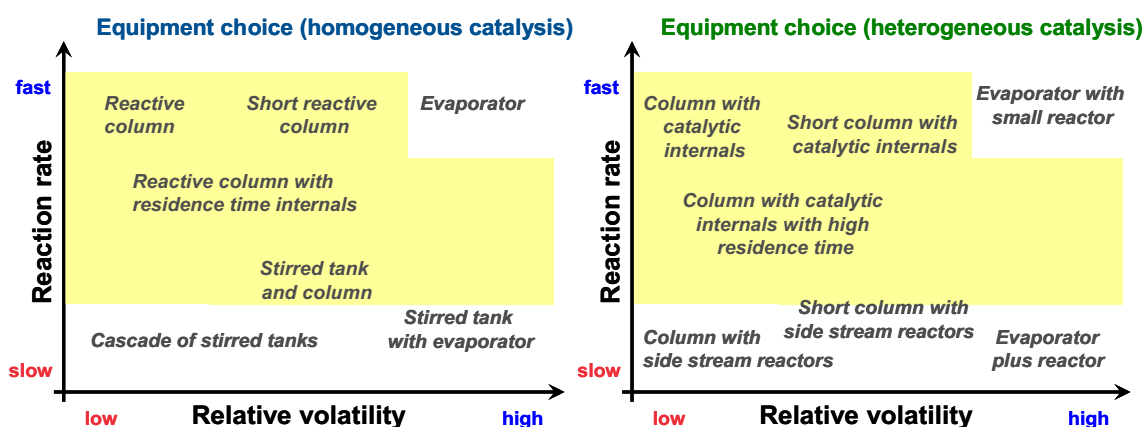 Equipment choice (homogeneous catalysis)
fast
Reaction rate
slow
Reactive
column
Short reactive
column
Evaporator
Reactive column with
residence time internals
Stirred tank
and column
Cascade of stirred tanks
Stirred tank
with evaporator
low
Relative volatility
high
Equipment choice (heterogeneous catalysis)
fast
Reaction rate
slow
Column with
catalytic
internals
Short column with
catalytic internals
Evaporator with
small reactor
Column with catalytic
internals with high
residence time
Column with
side stream reactors
Short column with
side stream reactors
Evaporator
plus reactor
low
Relative volatility
high